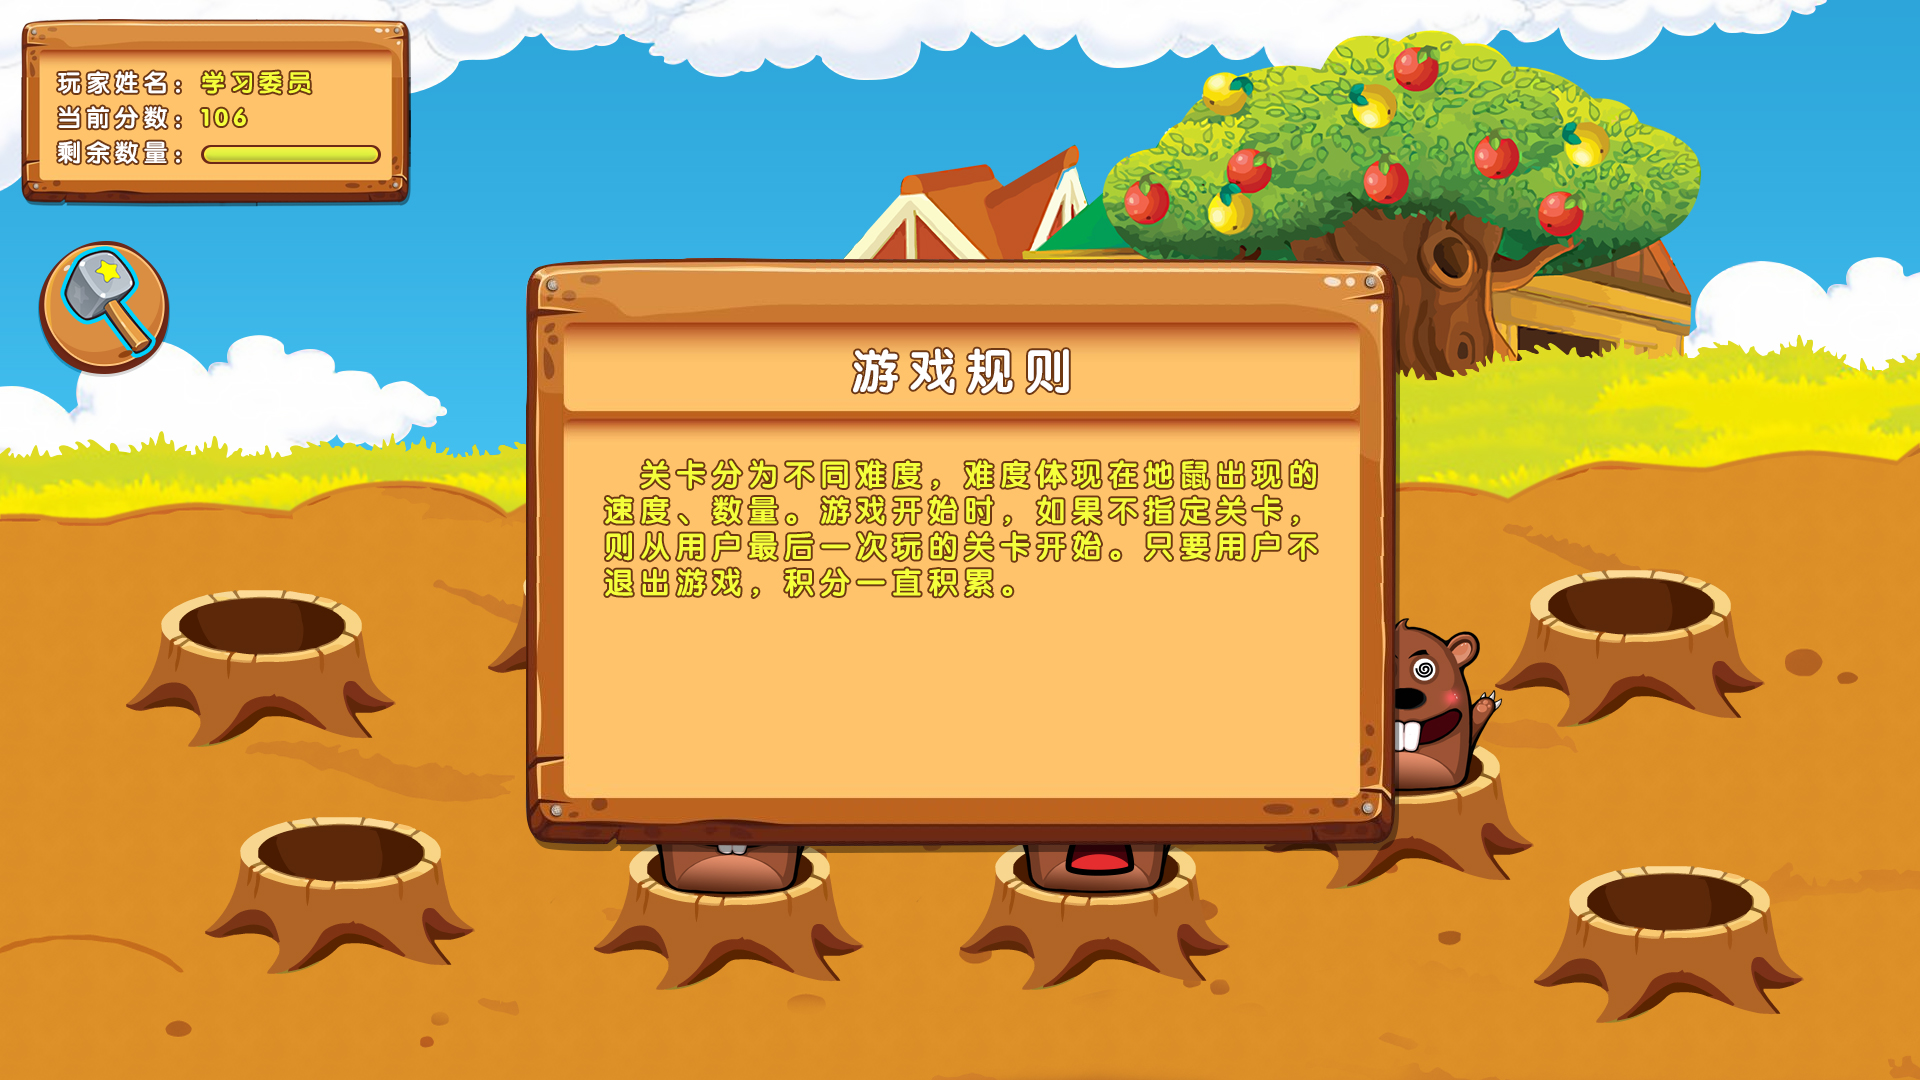 玩家姓名：学习委员
当前分数：106
剩余数量：
游戏规则
关卡分为不同难度，难度体现在地鼠出现的
速度、数量。游戏开始时，如果不指定关卡，
则从用户最后一次玩的关卡开始。只要用户不
退出游戏，积分一直积累。